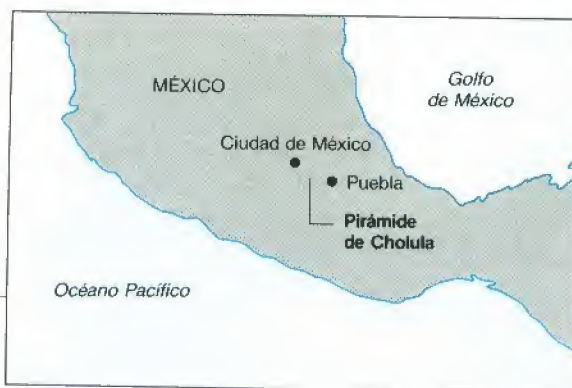 MÉXICO
Golfo
de México
Ciudad de México
Puebla
Pirámide
de Cholula
Océano Pacífico